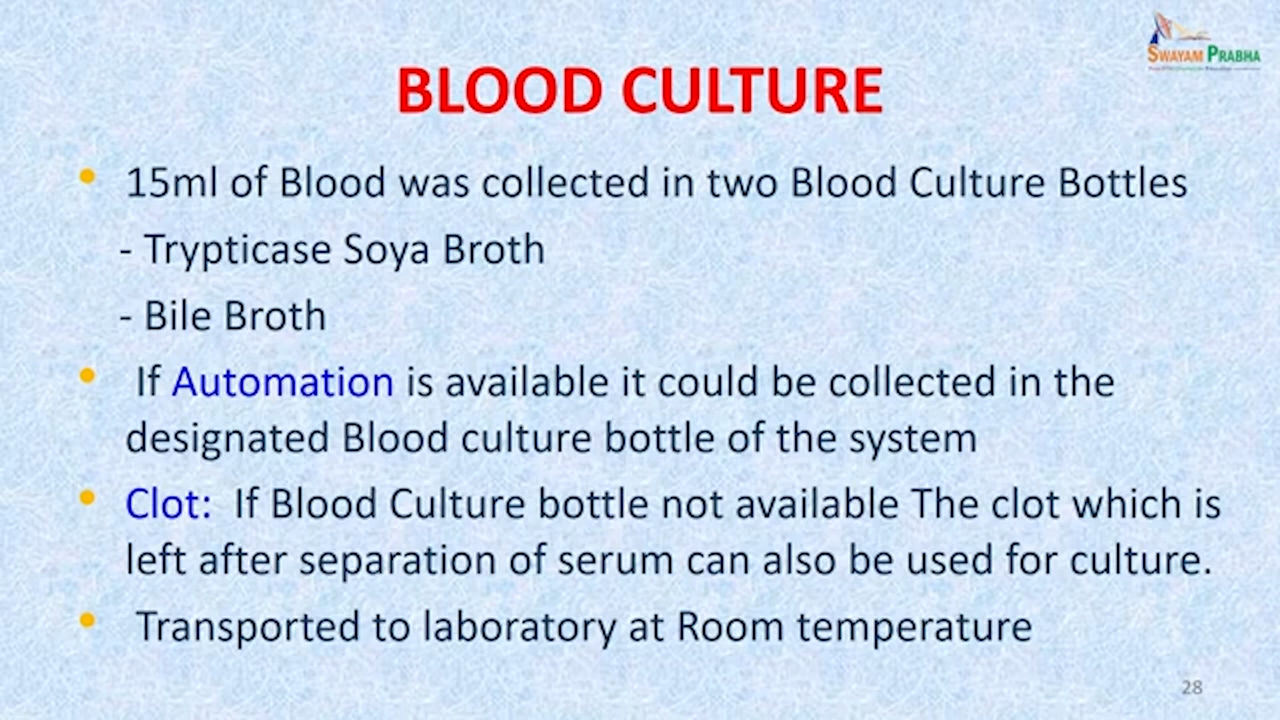 SWAYAM PRABHA
BLOOD CULTURE
• 15ml of Blood was collected in two Blood Culture Bottles
- Trypticase Soya Broth
- Bile Broth
• If Automation is available it could be collected in the
designated Blood culture bottle of the system
• Clot: If Blood Culture bottle not available The clot which is
left after separation of serum can also be used for culture.
• Transported to laboratory at Room temperature
28